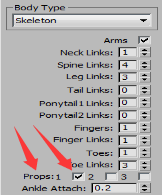 Body Type
Skeleton
Arms
Neck Links: 1
Spine Links: 4
Leg Links: 3
Tail Links: 0
Ponytail1 Links: 0
Ponytail2 Links: 0
Fingers: 1
Finger Links: 1
Toes: 1
Toe Links: 3
Props: 1 2 3
Ankle Attach: 0.2